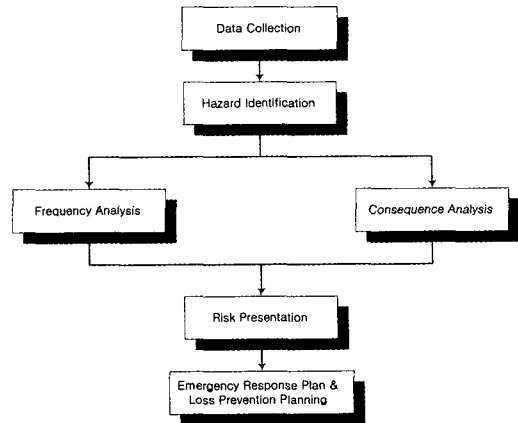 Data Collection
Hazard Identification
Frequency Analysis
Consequence Analysis
Risk Presentation
Emergency Response Plan &
Loss Prevention Planning